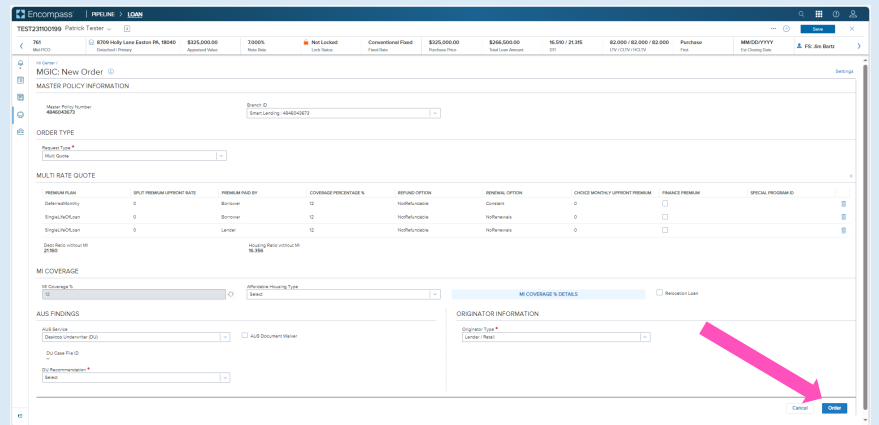 Encompass® PIPELINE > LOAN
TEST231100199 Patrick Tester
Save
761 8709 Holly Lane Easton PA, 18040 $325,000.00 7.000% Not Locked Conventional Fixed $325,000.00 $266,500.00 16.510 / 21.315 82.000 / 82.000 / 82.000 Purchase MM/DD/YYYY FS: Jim Bartz
Mid FICO Detached | Primary Appraised Value Note Rate Lock Status Fixed Rate Purchase Price Total Loan Amount DTI LTV / CLTV / HCLTV First Est Closing Date
MI Center /
MGIC: New Order Settings
MASTER POLICY INFORMATION
Master Policy Number
4846043673
Branch ID
Smart Lending | 4846043673
ORDER TYPE
Request Type *
Multi Quote
MULTI RATE QUOTE
PREMIUM PLAN SPLIT PREMIUM UPFRONT RATE PREMIUM PAID BY COVERAGE PERCENTAGE % REFUND OPTION RENEWAL OPTION CHOICE MONTHLY UPFRONT PREMIUM FINANCE PREMIUM SPECIAL PROGRAM ID
DeferredMonthly 0 Borrower 12 NotRefundable Constant 0
SingleLifeOfLoan 0 Borrower 12 NotRefundable NoRenewals 0
SingleLifeOfLoan 0 Lender 12 NotRefundable NoRenewals 0
Debt Ratio without MI Housing Ratio without MI
21.160 16.356
MI COVERAGE
MI Coverage % Affordable Housing Type
12 Select MI COVERAGE % DETAILS Relocation Loan
AUS FINDINGS ORIGINATOR INFORMATION
AUS Service Originator Type *
Desktop Underwriter (DU) AUS Document Waiver Lender / Retail
DU Case File ID
--
DU Recommendation *
Select
Cancel Order